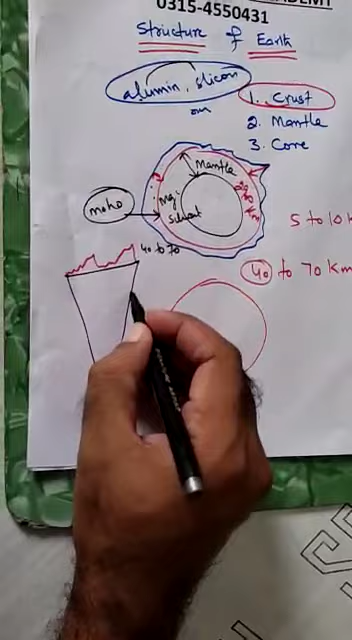 0315-4550431
Structure of Earth
alumin, silicon
1. Crust
2. Mantle
3. Core
Mantle
moho
5 to 10 k
40 to 70
40 to 70 Km